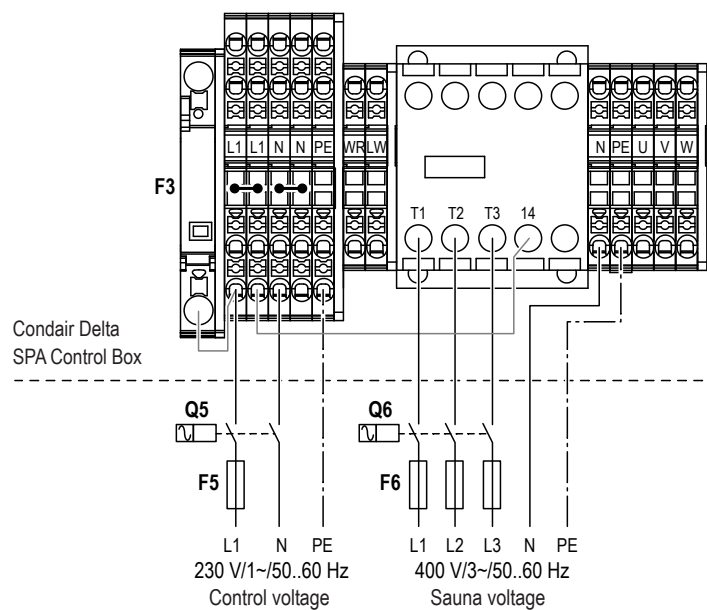 L1 L1 N N PE WR LW N PE U V W
F3
T1 T2 T3 14
Condair Delta
SPA Control Box
Q5 Q6
F5 F6
L1 N PE L1 L2 L3 N PE
230 V/1~/50..60 Hz 400 V/3~/50..60 Hz
Control voltage Sauna voltage